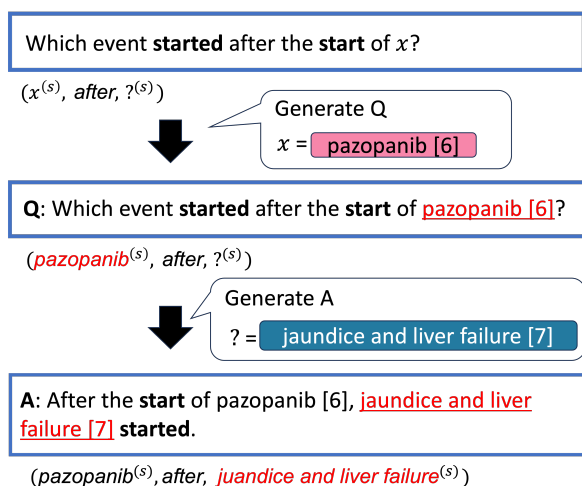 Which event started after the start of x?
(x(s), after, ?(s))
Generate Q
x = pazopanib [6]
Q: Which event started after the start of pazopanib [6]?
(pazopanib(s), after, ?(s))
Generate A
? = jaundice and liver failure [7]
A: After the start of pazopanib [6], jaundice and liver
failure [7] started.
(pazopanib(s), after, juandice and liver failure(s))